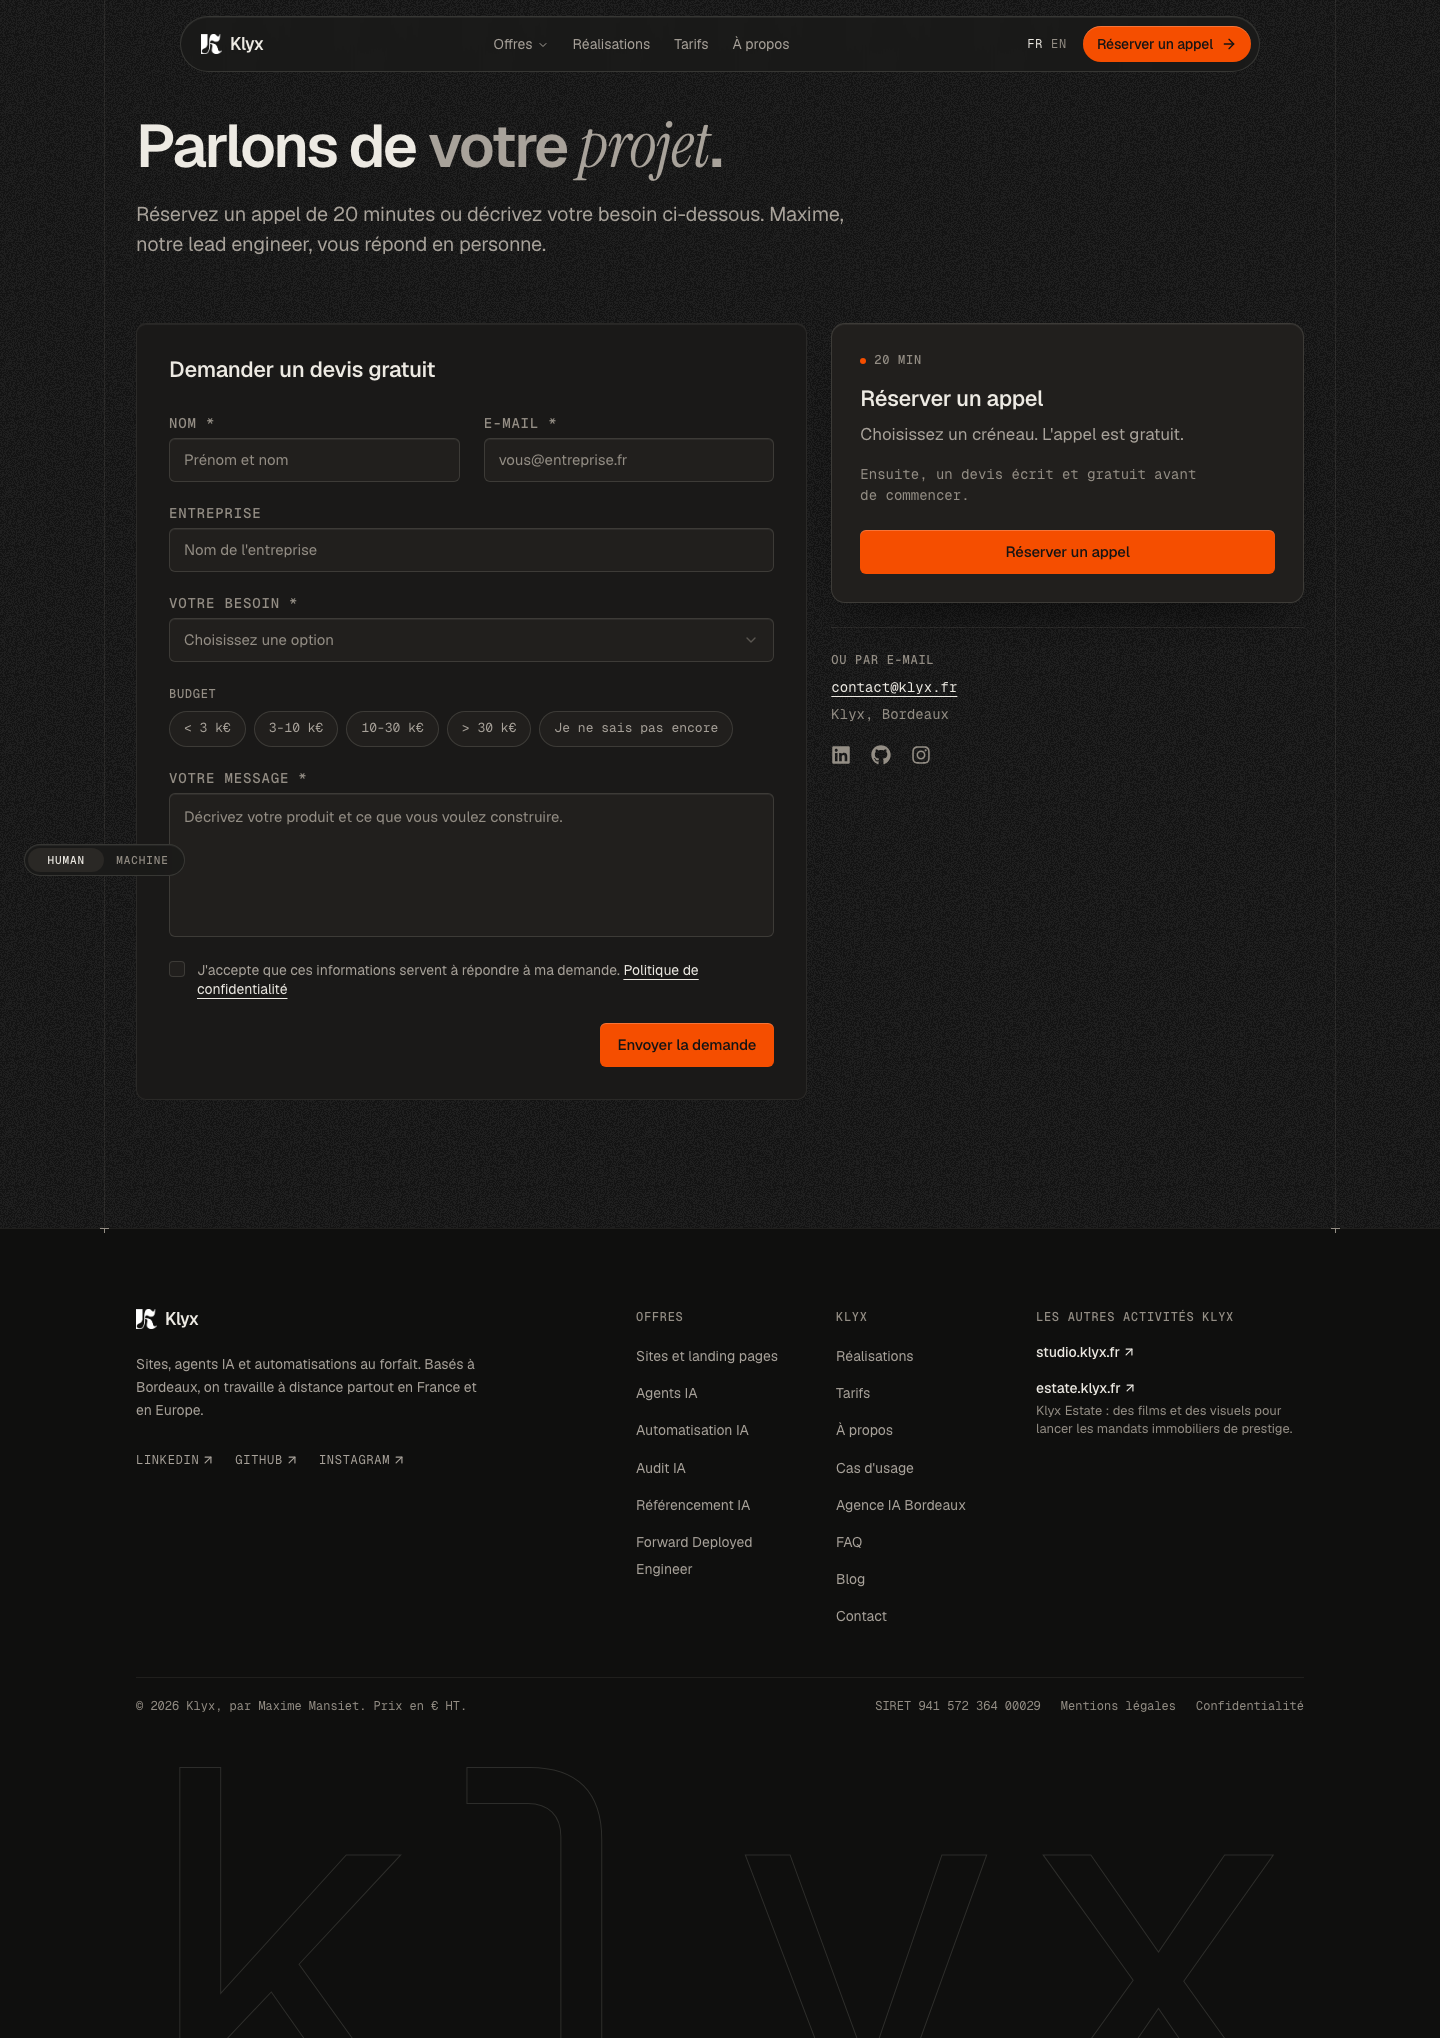 Klyx
Offres
Réalisations
Tarifs
À propos
FR EN
Réserver un appel
Parlons de votre projet.
Réservez un appel de 20 minutes ou décrivez votre besoin ci-dessous. Maxime,
notre lead engineer, vous répond en personne.
Demander un devis gratuit
NOM *
Prénom et nom
E-MAIL *
vous@entreprise.fr
ENTREPRISE
Nom de l'entreprise
VOTRE BESOIN *
Choisissez une option
BUDGET
< 3 k€
3-10 k€
10-30 k€
> 30 k€
Je ne sais pas encore
VOTRE MESSAGE *
Décrivez votre produit et ce que vous voulez construire.
HUMAN
MACHINE
J'accepte que ces informations servent à répondre à ma demande. Politique de
confidentialité
Envoyer la demande
20 MIN
Réserver un appel
Choisissez un créneau. L'appel est gratuit.
Ensuite, un devis écrit et gratuit avant
de commencer.
Réserver un appel
OU PAR E-MAIL
contact@klyx.fr
Klyx, Bordeaux
Klyx
Sites, agents IA et automatisations au forfait. Basés à
Bordeaux, on travaille à distance partout en France et
en Europe.
LINKEDIN
GITHUB
INSTAGRAM
OFFRES
Sites et landing pages
Agents IA
Automatisation IA
Audit IA
Référencement IA
Forward Deployed
Engineer
KLYX
Réalisations
Tarifs
À propos
Cas d'usage
Agence IA Bordeaux
FAQ
Blog
Contact
LES AUTRES ACTIVITÉS KLYX
studio.klyx.fr
estate.klyx.fr
Klyx Estate : des films et des visuels pour
lancer les mandats immobiliers de prestige.
© 2026 Klyx, par Maxime Mansiet. Prix en € HT.
SIRET 941 572 364 00029
Mentions légales
Confidentialité
klyx